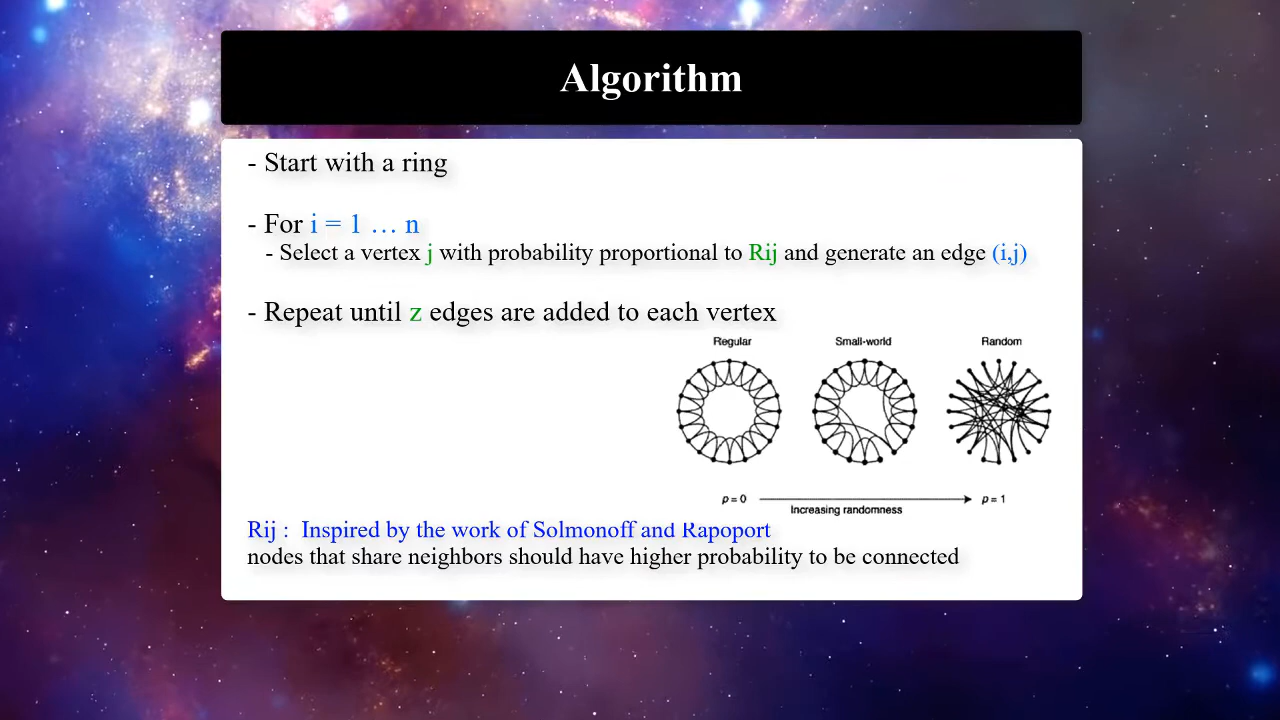 Algorithm
- Start with a ring
- For i = 1 … n
- Select a vertex j with probability proportional to Rij and generate an edge (i,j)
- Repeat until z edges are added to each vertex
Regular Small-world Random
p = 0 p = 1
Increasing randomness
Rij : Inspired by the work of Solmonoff and Rapoport
nodes that share neighbors should have higher probability to be connected